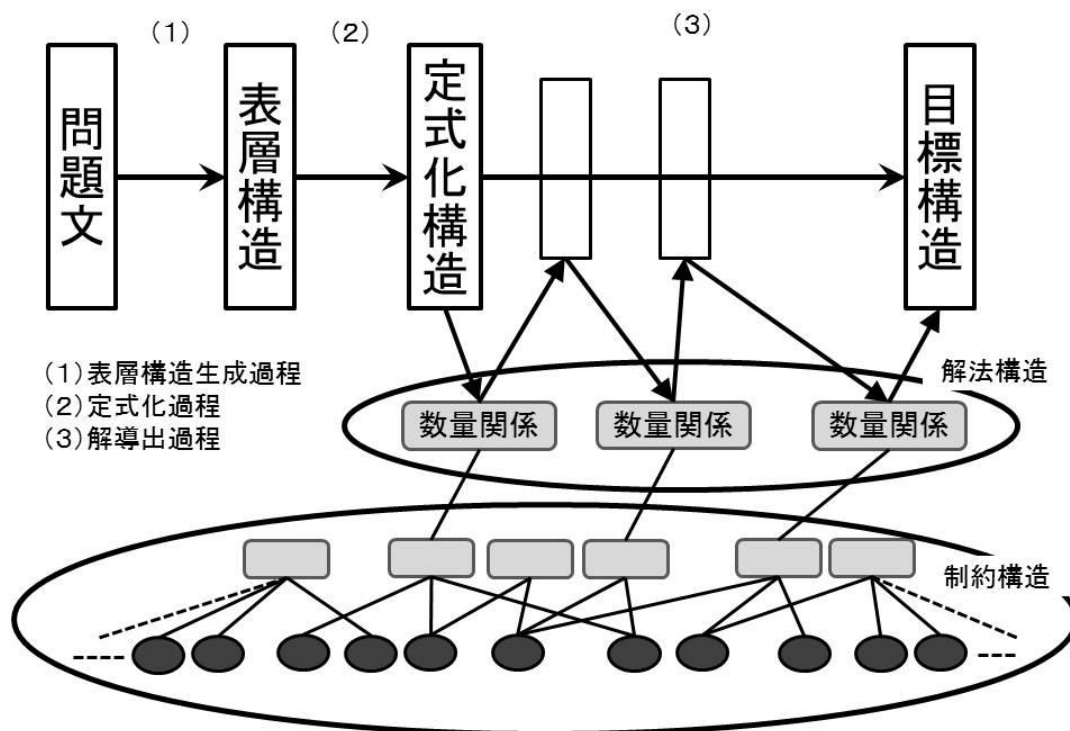 (1)
(2)
(3)
問題文
表層構造
定式化構造
目標構造
(1)表層構造生成過程
(2)定式化過程
(3)解導出過程
解法構造
数量関係
数量関係
数量関係
制約構造